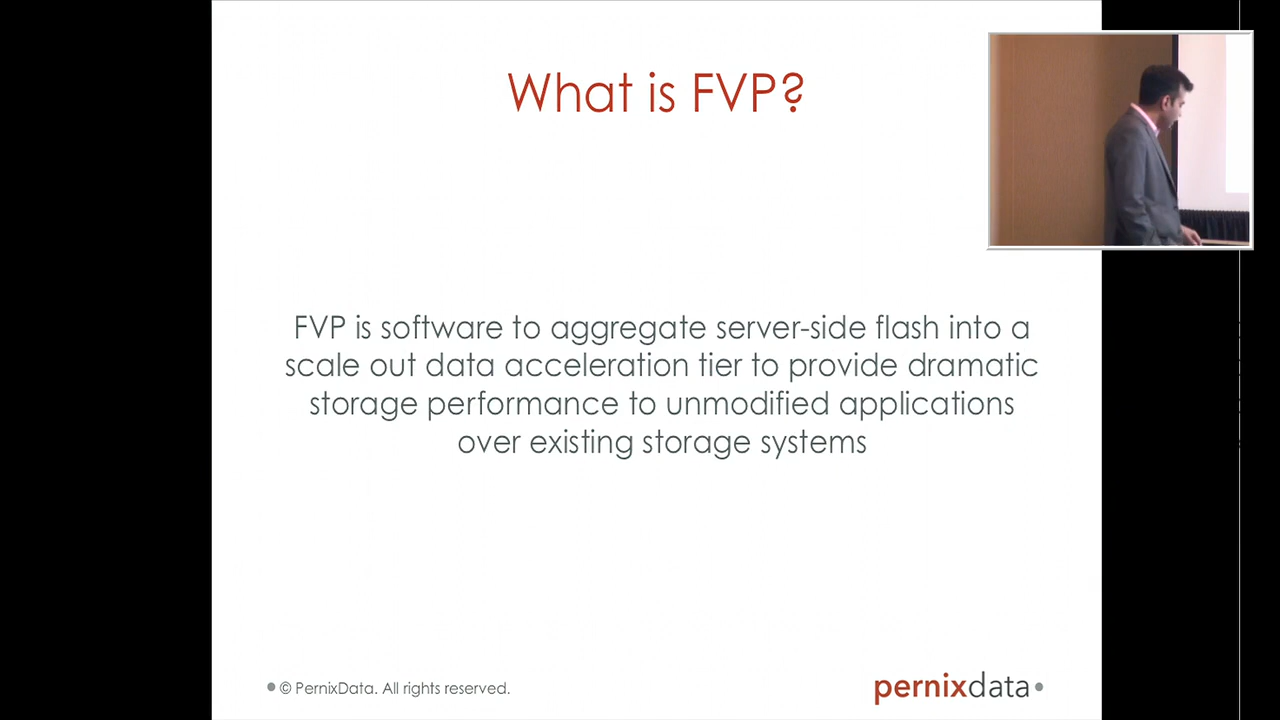 What is FVP?
FVP is software to aggregate server-side flash into a
scale out data acceleration tier to provide dramatic
storage performance to unmodified applications
over existing storage systems
• © PernixData. All rights reserved.
pernixdata •